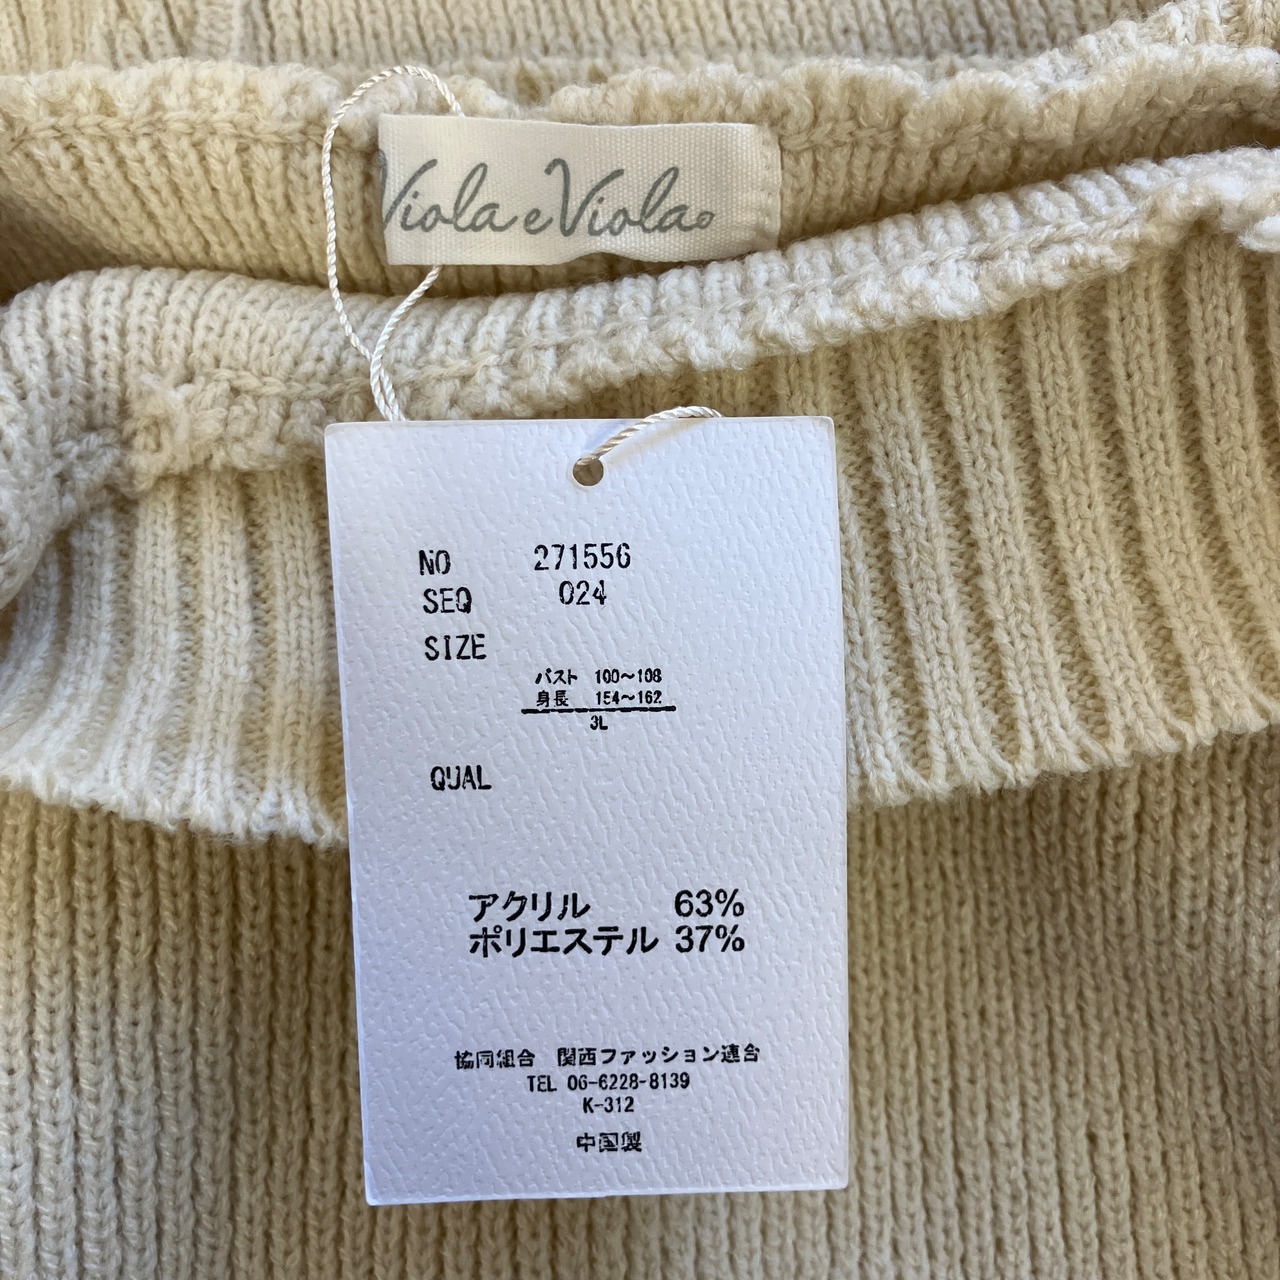 Viola e Viola
NO 271556
SEQ 024
SIZE
バスト 100～108
身長 154～162
3L
QUAL
アクリル 63%
ポリエステル 37%
協同組合 関西ファッション連合
TEL 06-6228-8139
K-312
中国製